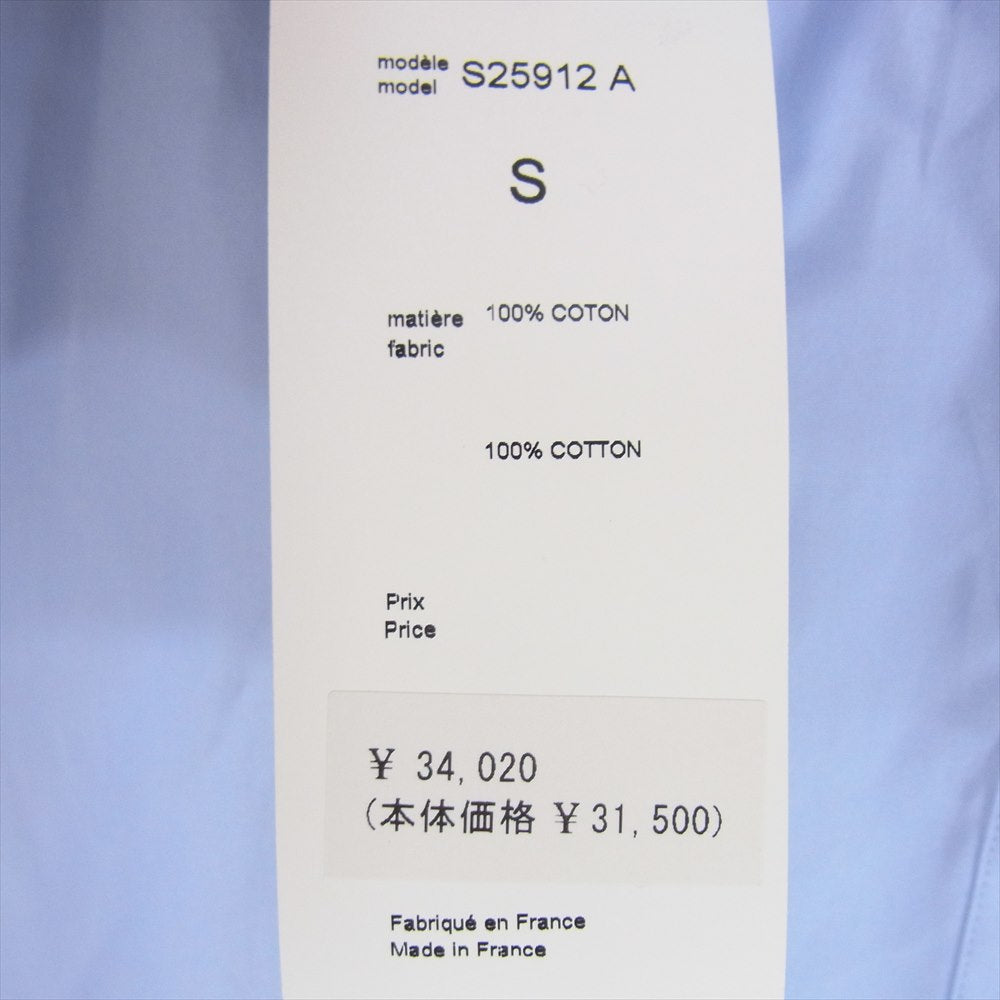 modèle
model S25912 A
S
matière 100% COTON
fabric
100% COTTON
Prix
Price
¥ 34,020
(本体価格 ¥31,500)
Fabriqué en France
Made in France